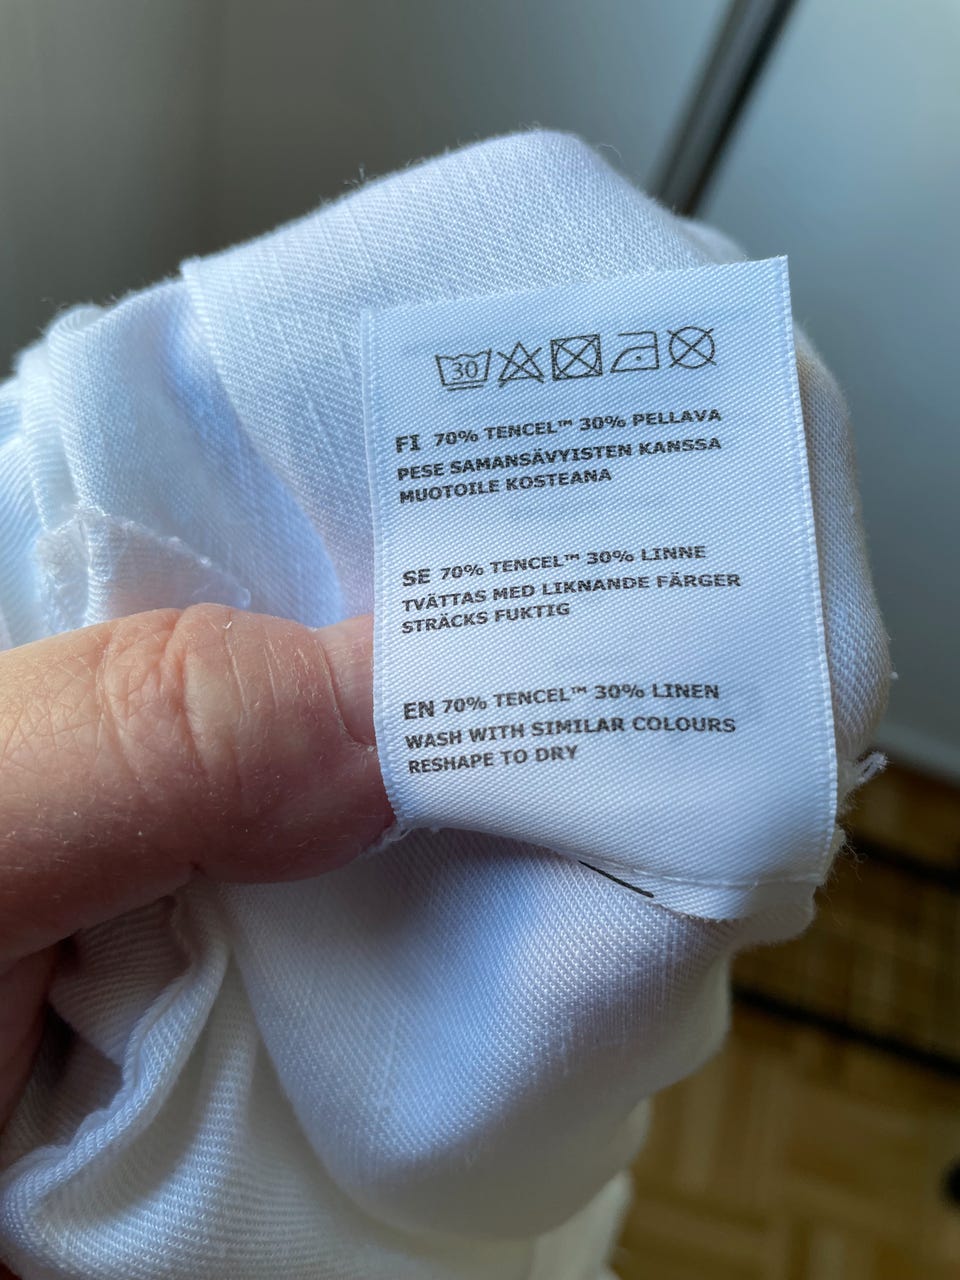 30
FI 70% TENCEL™ 30% PELLAVA
PESE SAMANSÄVYISTEN KANSSA
MUOTOILE KOSTEANA
SE 70% TENCEL™ 30% LINNE
TVÄTTAS MED LIKNANDE FÄRGER
STRÄCKS FUKTIG
EN 70% TENCEL™ 30% LINEN
WASH WITH SIMILAR COLOURS
RESHAPE TO DRY